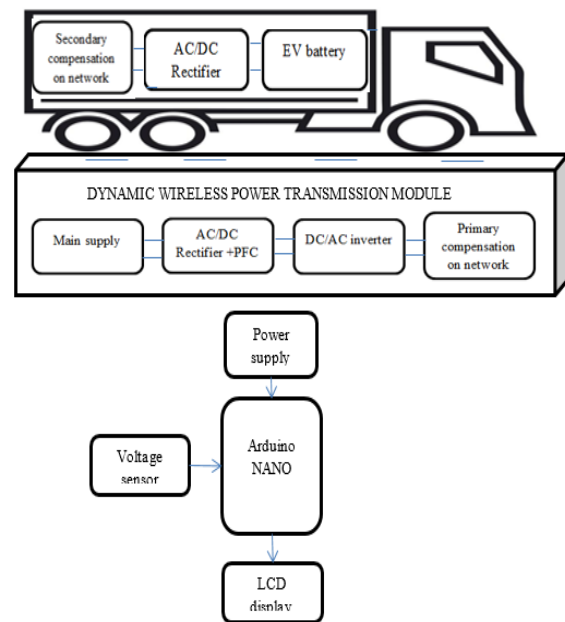 Secondary
compensation
on network
AC/DC
Rectifier
EV battery
DYNAMIC WIRELESS POWER TRANSMISSION MODULE
Main supply
AC/DC
Rectifier +PFC
DC/AC inverter
Primary
compensation
on network
Power
supply
Arduino
NANO
Voltage
sensor
LCD
display